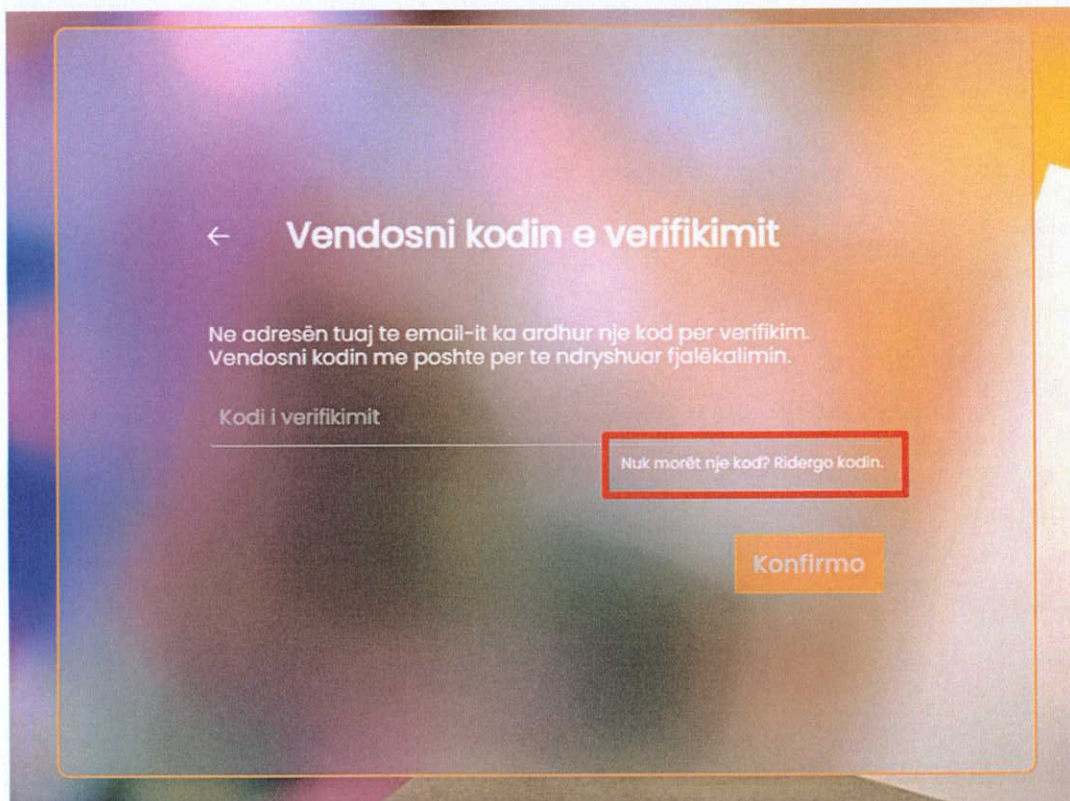 Vendosni kodin e verifikimit
Ne adresën tuaj te email-it ka ardhur nje kod per verifikim.
Vendosni kodin me poshte per te ndryshuar fjalëkalimin.
Kodi i verifikimit
Nuk morët nje kod? Ridergo kodin.
Konfirmo